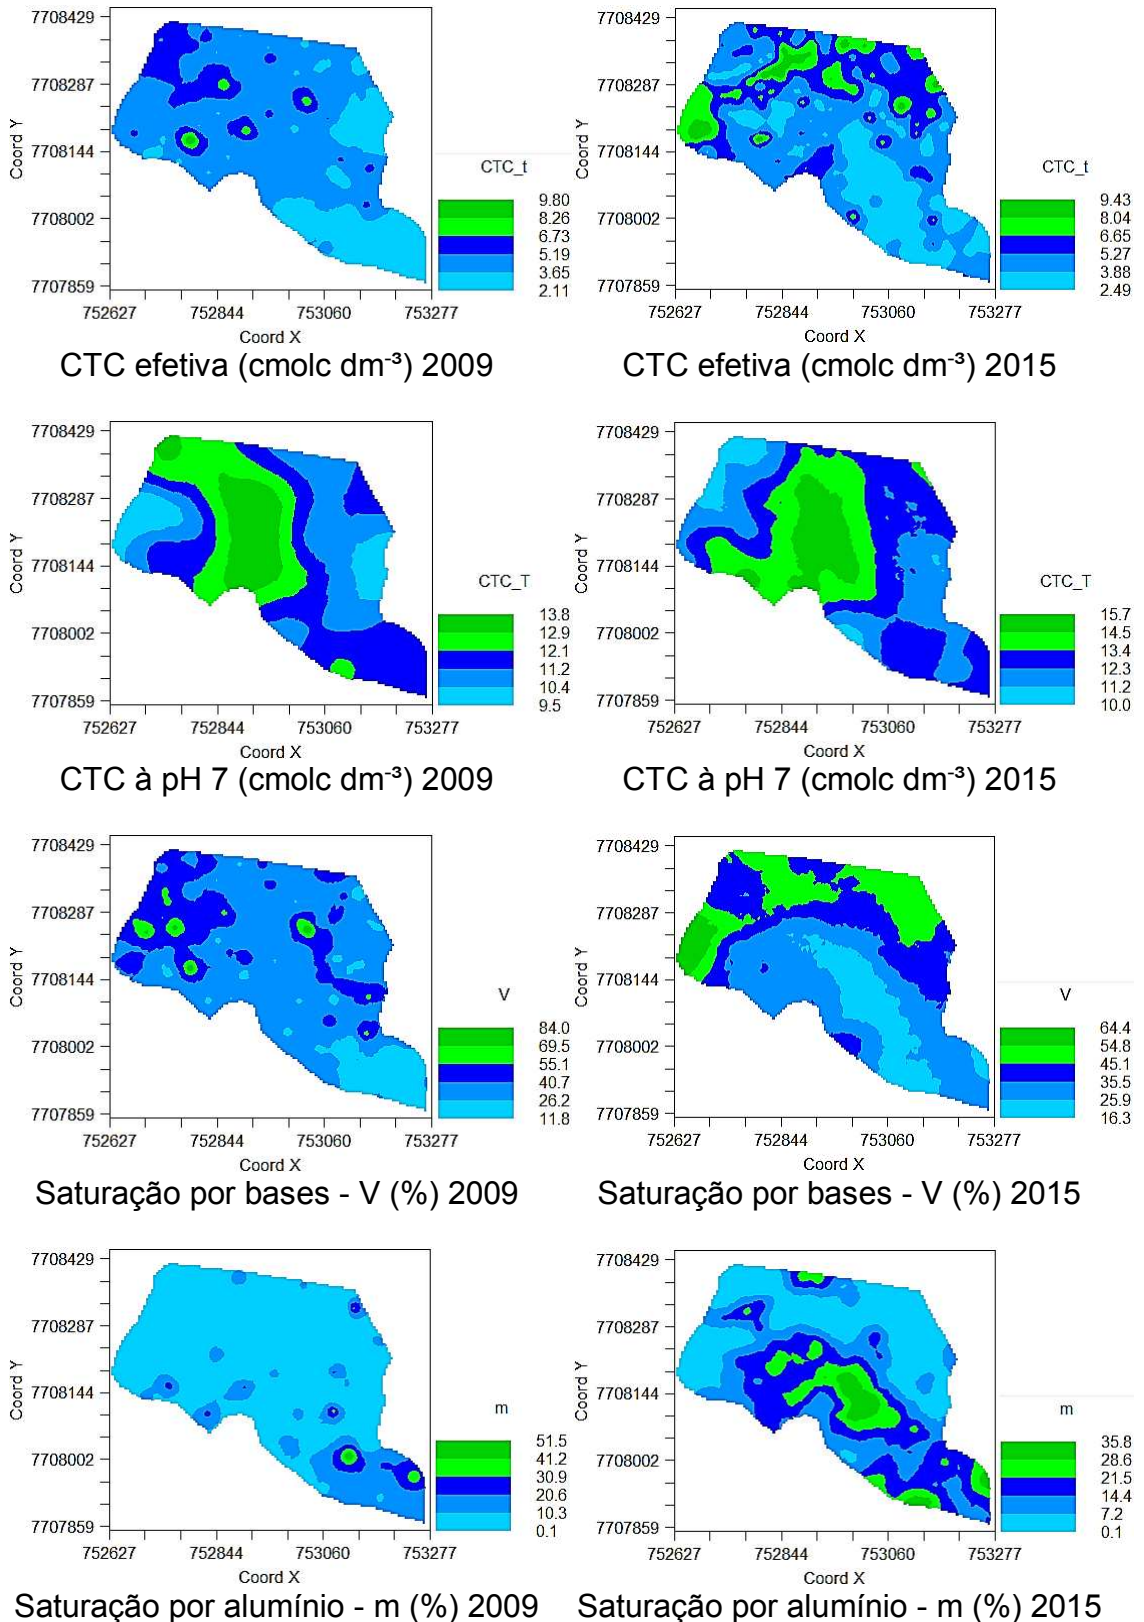 7708429
7708287
7708144
7708002
7707859
Coord Y
752627 752844 753060 753277
Coord X
CTC_t
9.80
8.26
6.73
5.19
3.65
2.11
CTC efetiva (cmolc dm⁻³) 2009
7708429
7708287
7708144
7708002
7707859
Coord Y
752627 752844 753060 753277
Coord X
CTC_t
9.43
8.04
6.65
5.27
3.88
2.49
CTC efetiva (cmolc dm⁻³) 2015
7708429
7708287
7708144
7708002
7707859
Coord Y
752627 752844 753060 753277
Coord X
CTC_T
13.8
12.9
12.1
11.2
10.4
9.5
CTC à pH 7 (cmolc dm⁻³) 2009
7708429
7708287
7708144
7708002
7707859
Coord Y
752627 752844 753060 753277
Coord X
CTC_T
15.7
14.5
13.4
12.3
11.2
10.0
CTC à pH 7 (cmolc dm⁻³) 2015
7708429
7708287
7708144
7708002
7707859
Coord Y
752627 752844 753060 753277
Coord X
V
84.0
69.5
55.1
40.7
26.2
11.8
Saturação por bases - V (%) 2009
7708429
7708287
7708144
7708002
7707859
Coord Y
752627 752844 753060 753277
Coord X
V
64.4
54.8
45.1
35.5
25.9
16.3
Saturação por bases - V (%) 2015
7708429
7708287
7708144
7708002
7707859
Coord Y
752627 752844 753060 753277
Coord X
m
51.5
41.2
30.9
20.6
10.3
0.1
Saturação por alumínio - m (%) 2009
7708429
7708287
7708144
7708002
7707859
Coord Y
752627 752844 753060 753277
Coord X
m
35.8
28.6
21.5
14.4
7.2
0.1
Saturação por alumínio - m (%) 2015